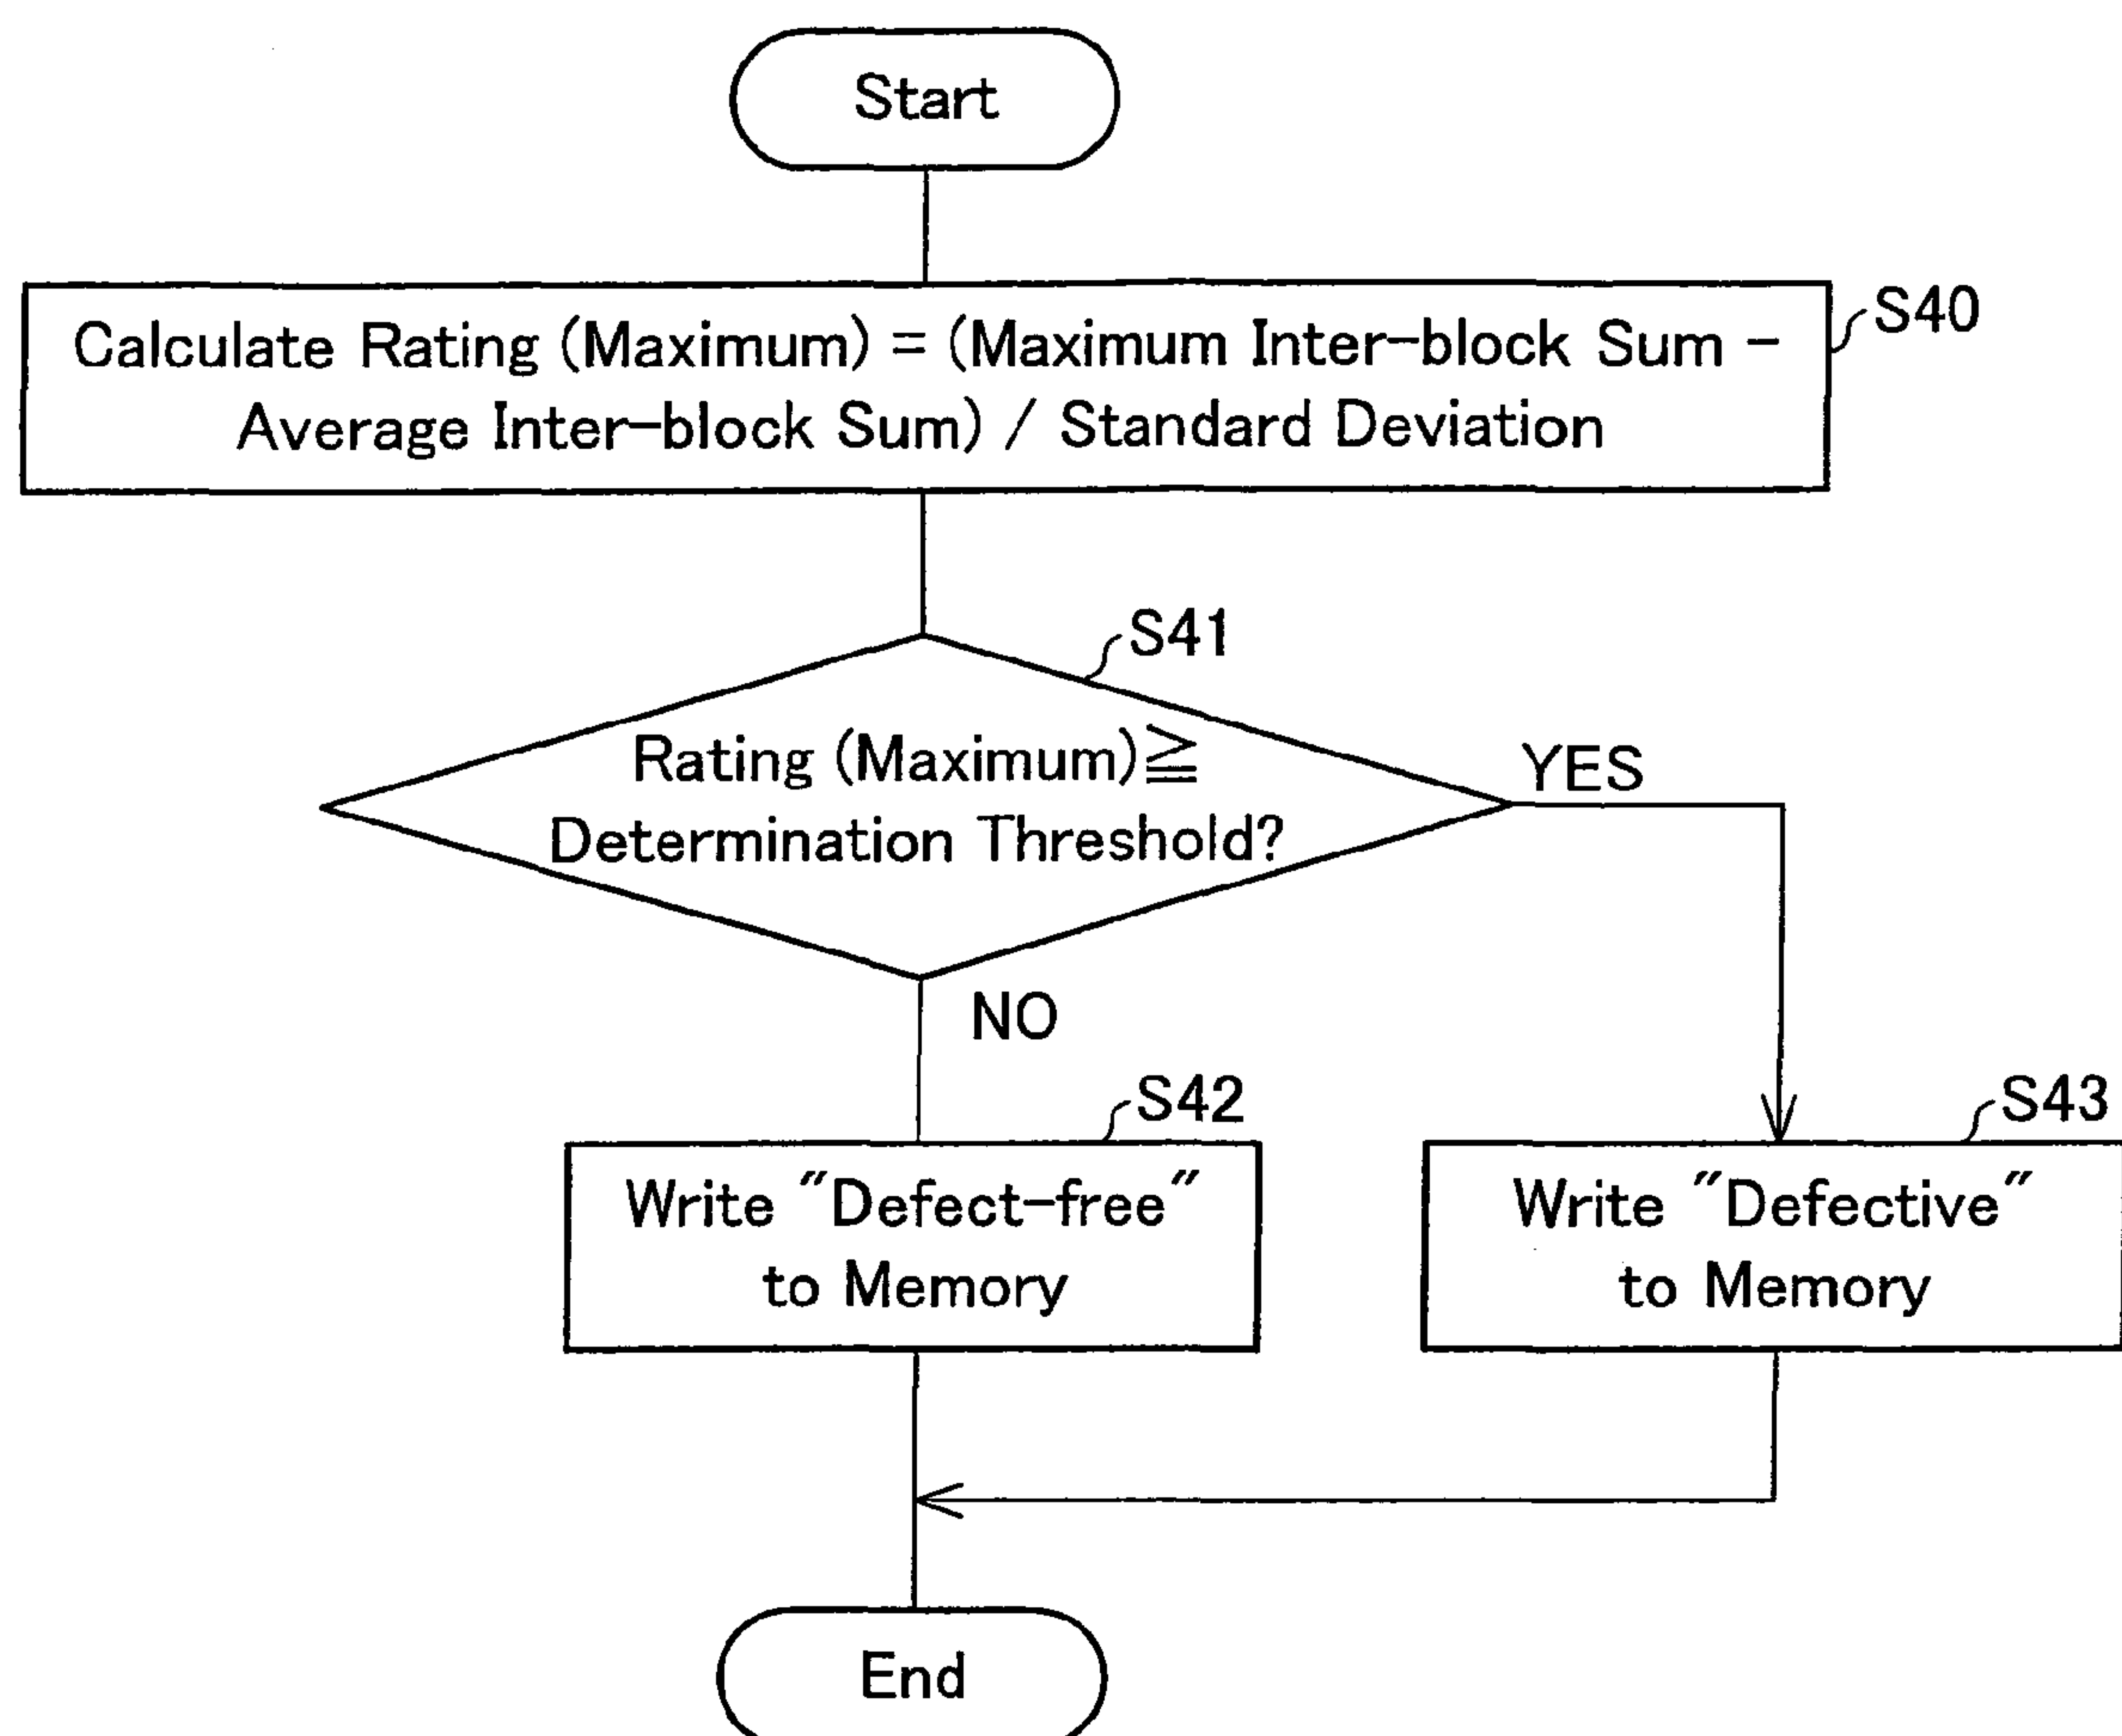 Start
Calculate Rating (Maximum) = (Maximum Inter-block Sum -
Average Inter-block Sum) / Standard Deviation
S40
S41
Rating (Maximum)≧
Determination Threshold?
YES
NO
S42
Write "Defect-free"
to Memory
S43
Write "Defective"
to Memory
End